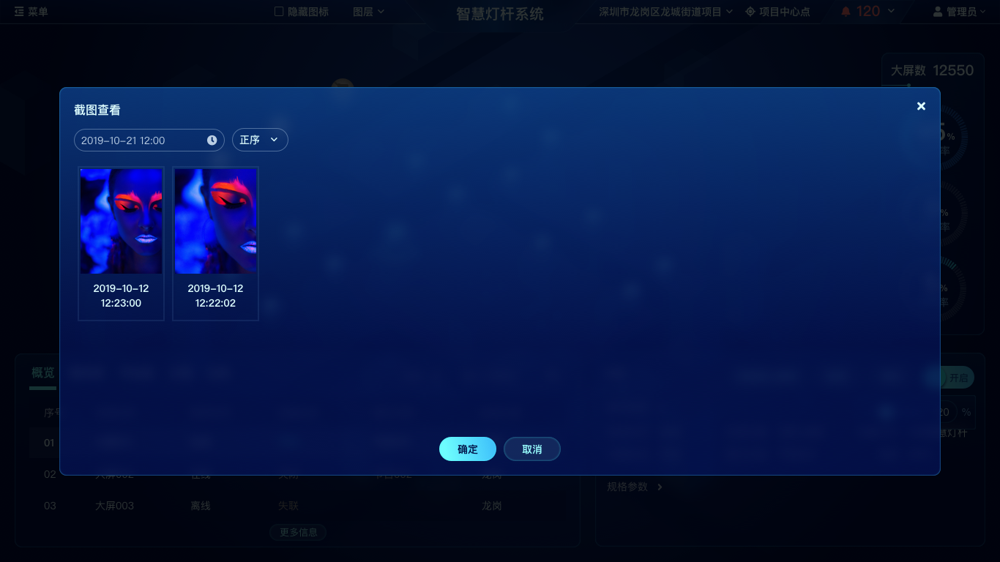 菜单
隐藏图标
图层
智慧灯杆系统
深圳市龙岗区龙城街道项目
项目中心点
120
管理员
大屏数 12550
截图查看
2019-10-21 12:00
正序
2019-10-12
12:23:00
2019-10-12
12:22:02
%
率
%
率
%
率
概览
开启
序号
20 %
01
慧灯杆
确定
取消
02
大屏002
在线
龙岗
规格参数
03
大屏003
离线
失联
龙岗
更多信息